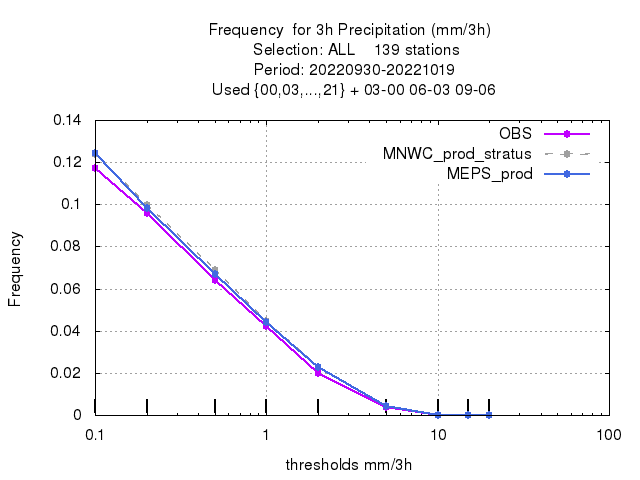 Frequency for 3h Precipitation (mm/3h)
Selection: ALL 139 stations
Period: 20220930-20221019
Used {00,03,...,21} + 03-00 06-03 09-06
OBS
MNWC_prod_stratus
MEPS_prod
0.14
0.12
0.1
0.08
0.06
0.04
0.02
0
Frequency
0.1 1 10 100
thresholds mm/3h